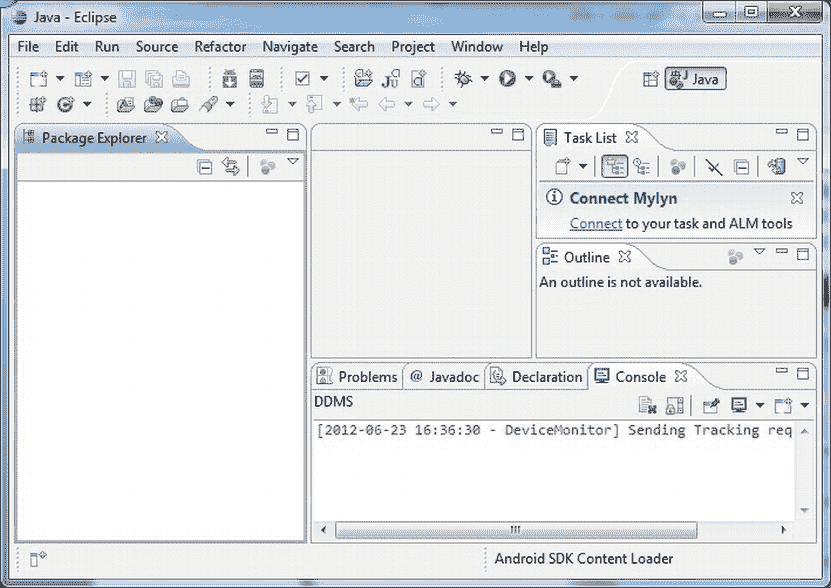 Java - Eclipse
File Edit Run Source Refactor Navigate Search Project Window Help
Java
Package Explorer
Task List
Connect Mylyn
Connect to your task and ALM tools
Outline
An outline is not available.
Problems @ Javadoc Declaration Console
DDMS
[2012-06-23 16:36:30 - DeviceMonitor] Sending Tracking req
Android SDK Content Loader